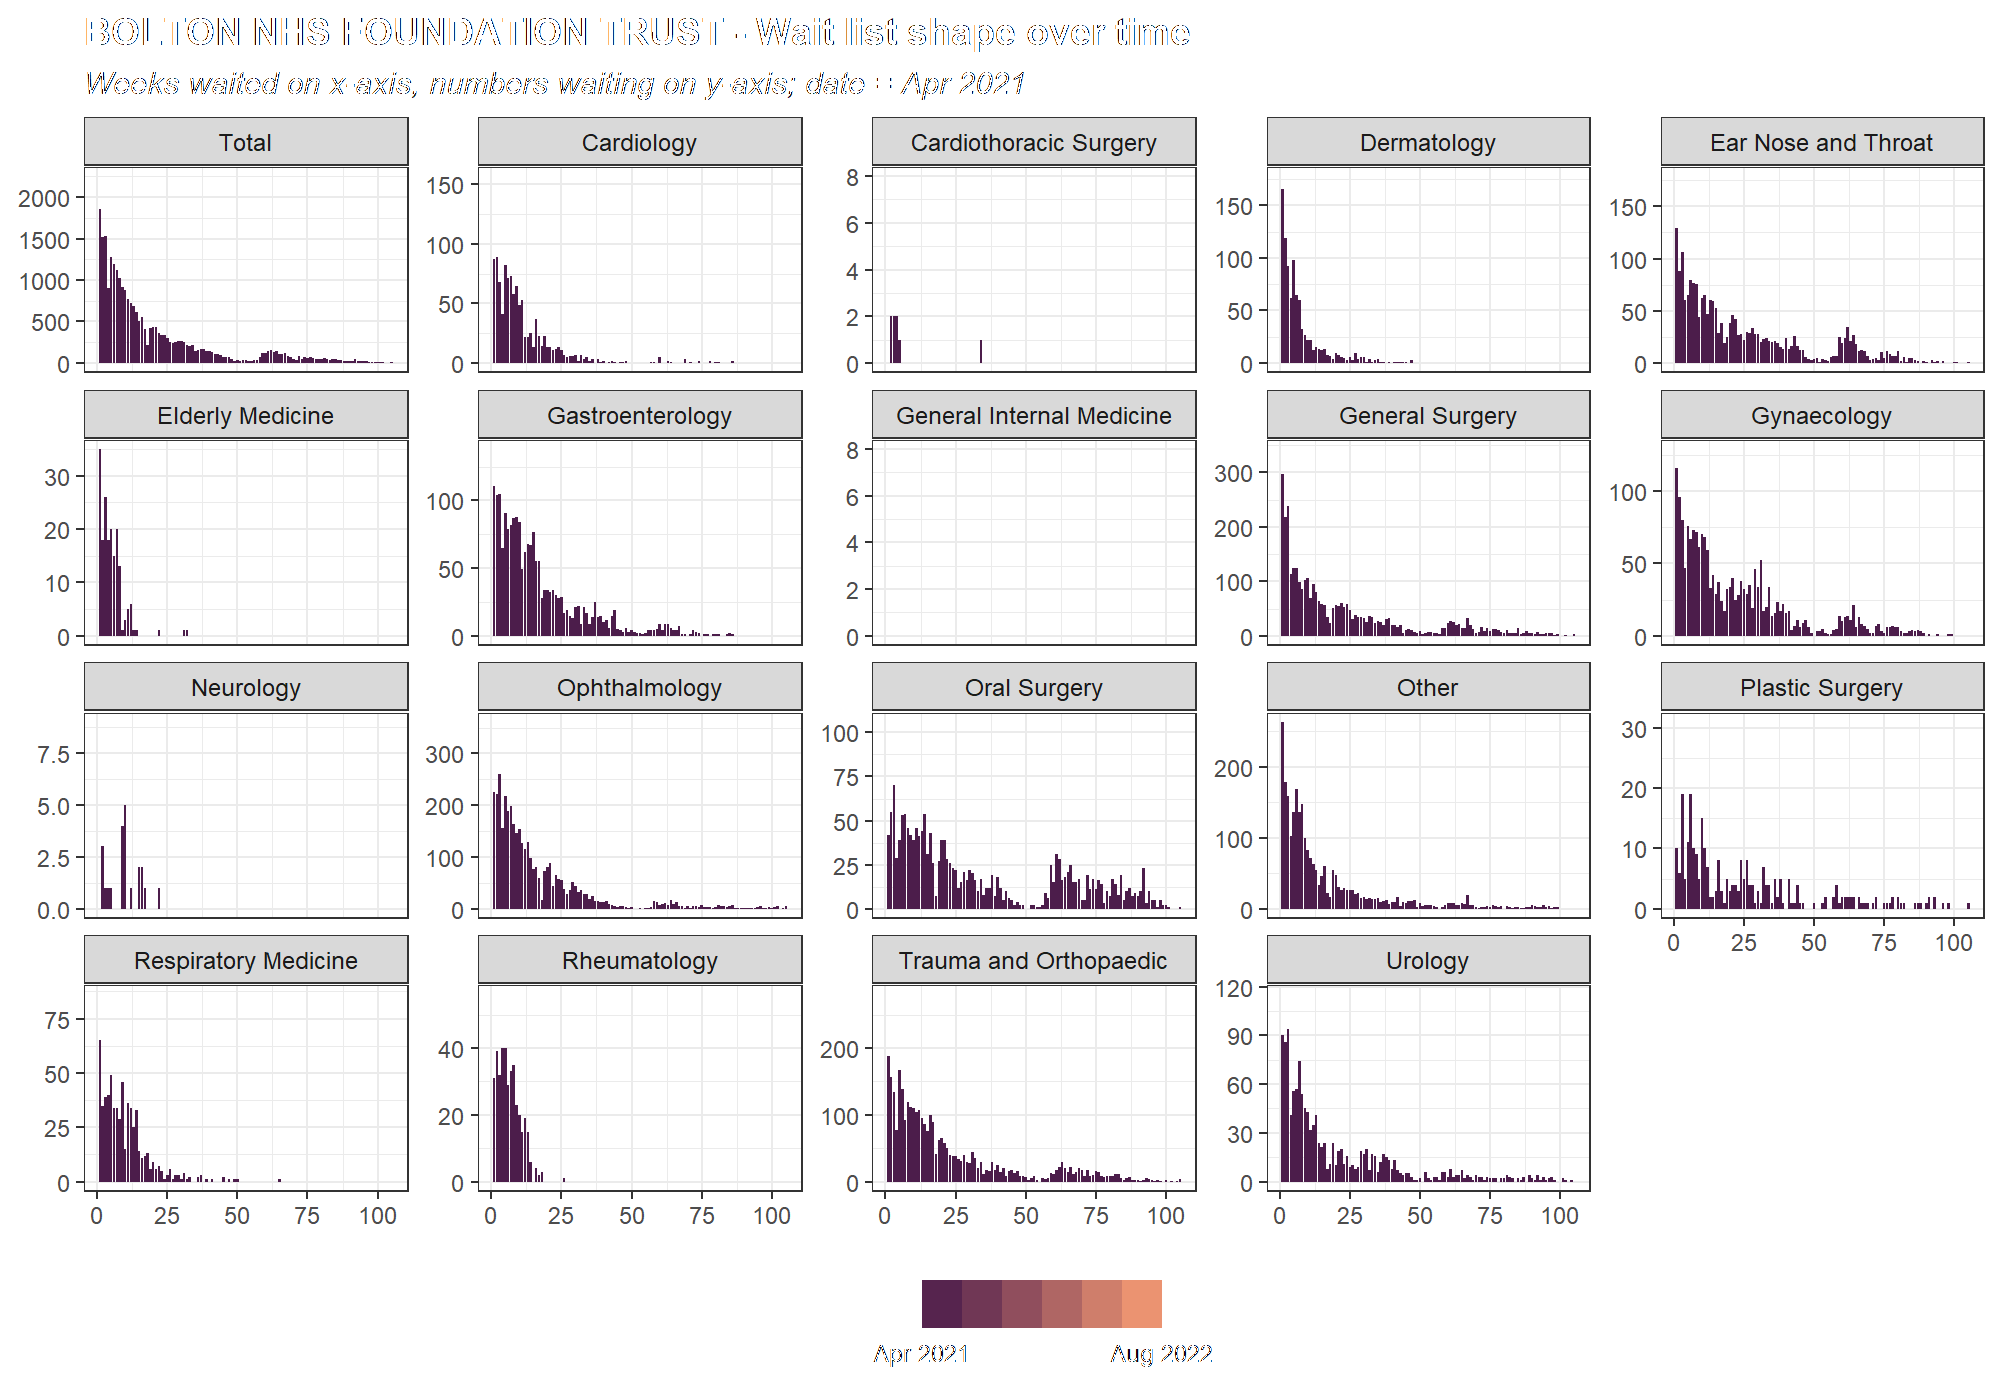 BOLTON NHS FOUNDATION TRUST - Wait list shape over time
Weeks waited on x-axis, numbers waiting on y-axis; date = Apr 2021
Total
Cardiology
Cardiothoracic Surgery
Dermatology
Ear Nose and Throat
2000
1500
1000
500
0
150
100
50
0
8
6
4
2
0
150
100
50
0
150
100
50
0
Elderly Medicine
Gastroenterology
General Internal Medicine
General Surgery
Gynaecology
30
20
10
0
100
50
0
8
6
4
2
0
300
200
100
0
100
50
0
Neurology
Ophthalmology
Oral Surgery
Other
Plastic Surgery
7.5
5.0
2.5
0.0
300
200
100
0
100
75
50
25
0
200
100
0
30
20
10
0
0 25 50 75 100
Respiratory Medicine
Rheumatology
Trauma and Orthopaedic
Urology
75
50
25
0
40
20
0
200
100
0
120
90
60
30
0
0 25 50 75 100
0 25 50 75 100
0 25 50 75 100
0 25 50 75 100
Apr 2021
Aug 2022